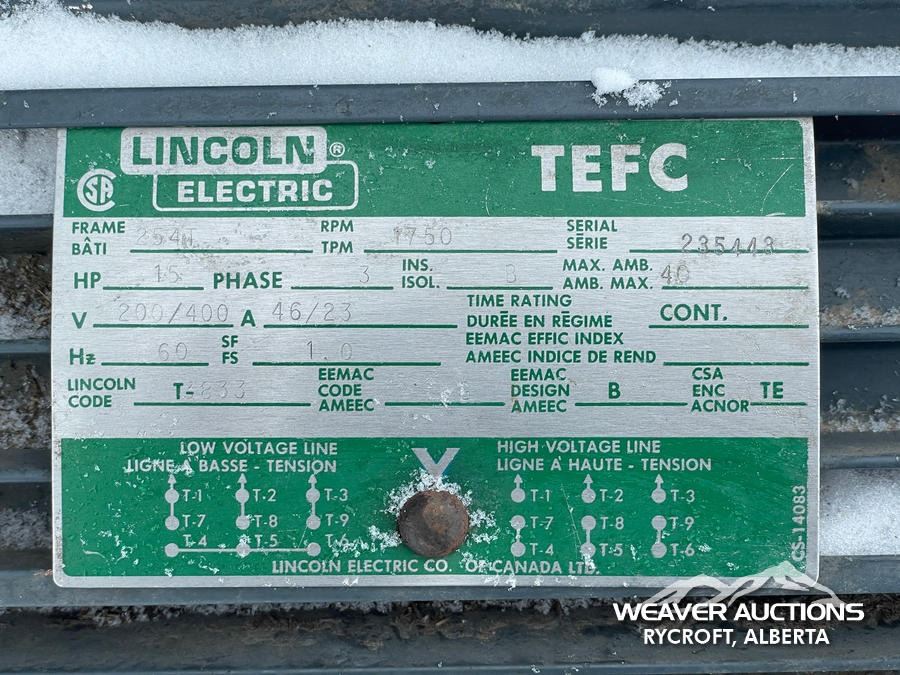 LINCOLN®
ELECTRIC
TEFC
FRAME 254T RPM 1750 SERIAL
BÂTI TPM SÉRIE 235443
HP 15 PHASE 3 INS. ISOL. B MAX. AMB. AMB. MAX. 40
V 200/400 A 46/23 TIME RATING DURÉE EN RĒGIME CONT.
Hz 60 SF FS 1.0 EEMAC EFFIC INDEX AMEEC INDICE DE REND
LINCOLN CODE T- 833 EEMAC CODE AMEEC EEMAC DESIGN AMEEC B CSA ENC ACNOR TE
LOW VOLTAGE LINE HIGH VOLTAGE LINE
LIGNE À BASSE - TENSION Y LIGNE À HAUTE - TENSION
T-1 T-2 T-3 T-1 T-2 T-3
T-7 T-8 T-9 T-7 T-8 T-9
T-4 T-5 T-6 T-4 T-5 T-6
LINCOLN ELECTRIC CO. OF CANADA LTD.
CS-14083
WEAVER AUCTIONS
RYCROFT, ALBERTA